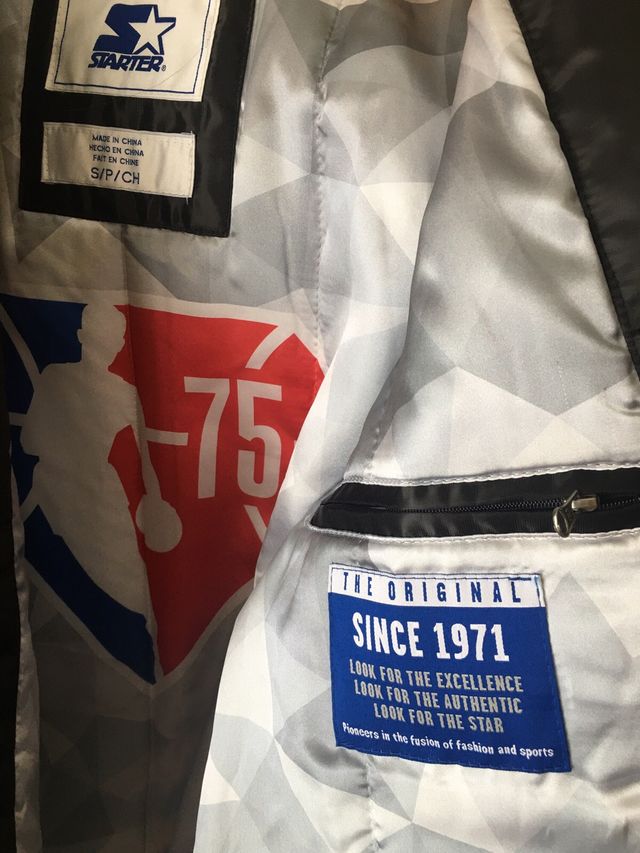 STARTER®
MADE IN CHINA
HECHO EN CHINA
FAIT EN CHINE
S/P/CH
75
THE ORIGINAL
SINCE 1971
LOOK FOR THE EXCELLENCE
LOOK FOR THE AUTHENTIC
LOOK FOR THE STAR
Pioneers in the fusion of fashion and sports